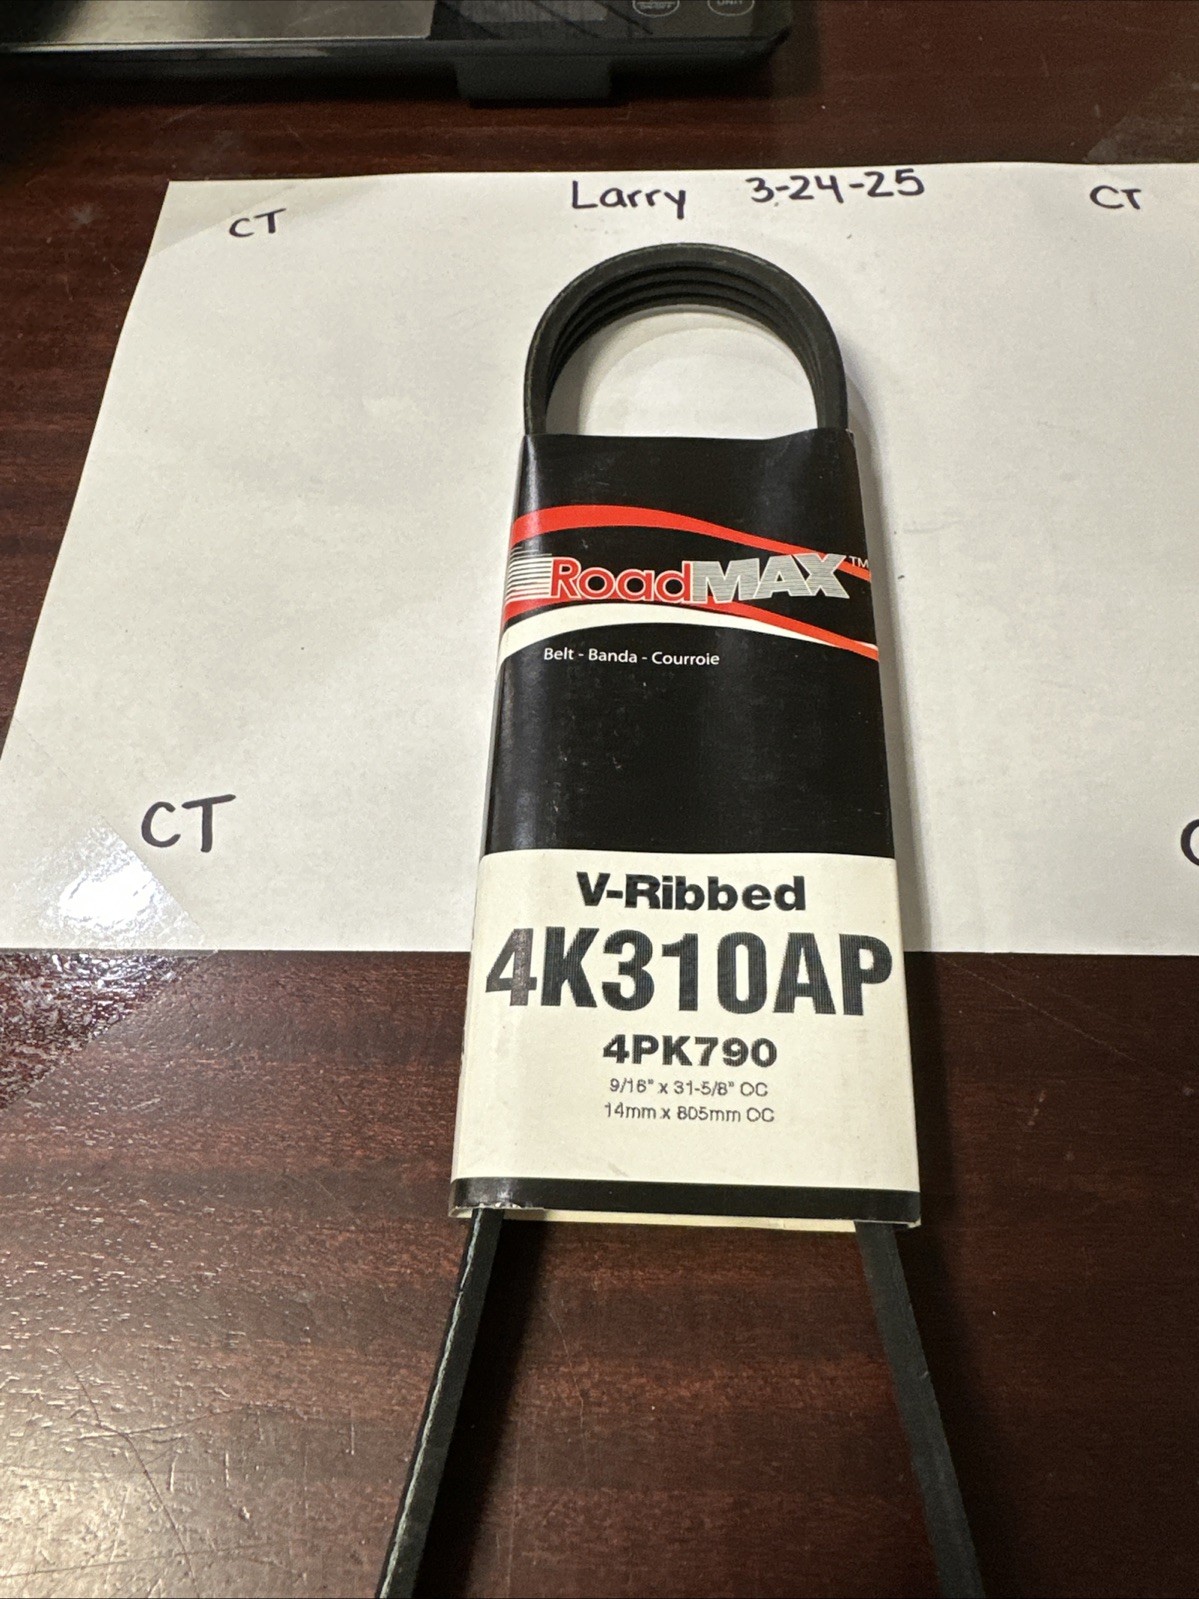 UNIT
CT
Larry 3-24-25
CT
RoadMAX™
Belt - Banda - Courroie
CT
V-Ribbed
4K310AP
4PK790
9/16" x 31-5/8" OC
14mm x 805mm OC